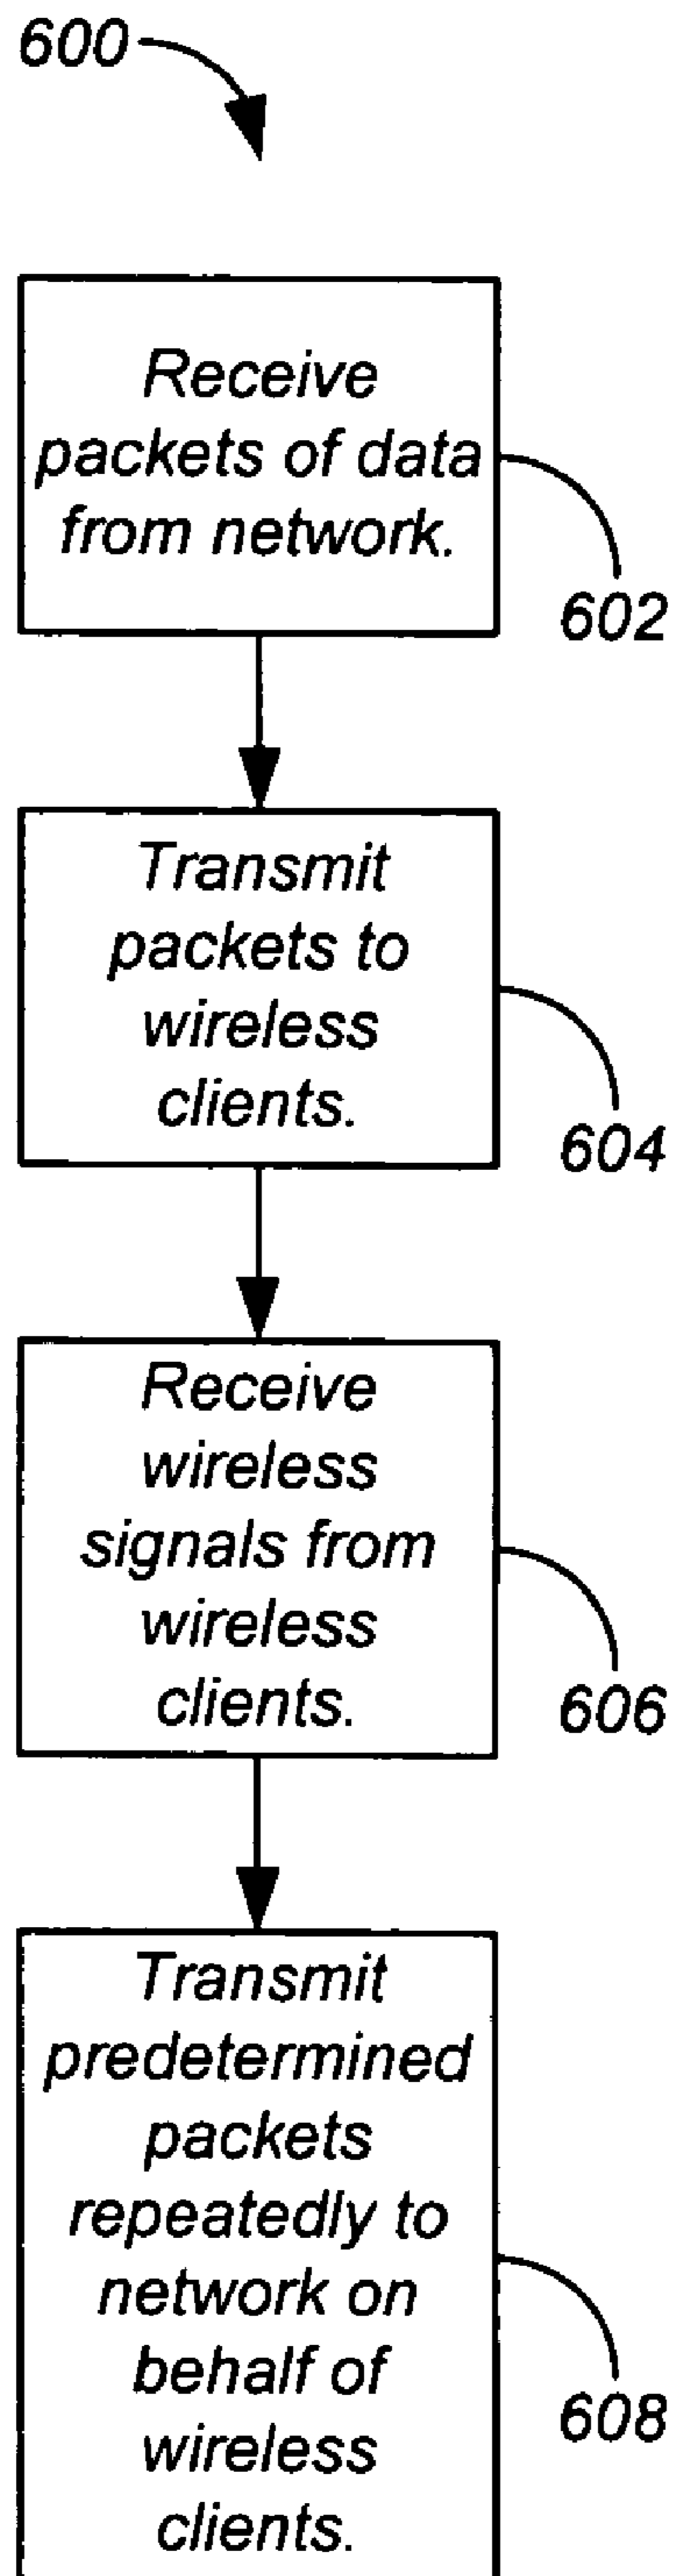 600
Receive
packets of data
from network.
602
Transmit
packets to
wireless
clients.
604
Receive
wireless
signals from
wireless
clients.
606
Transmit
predetermined
packets
repeatedly to
network on
behalf of
wireless
clients.
608